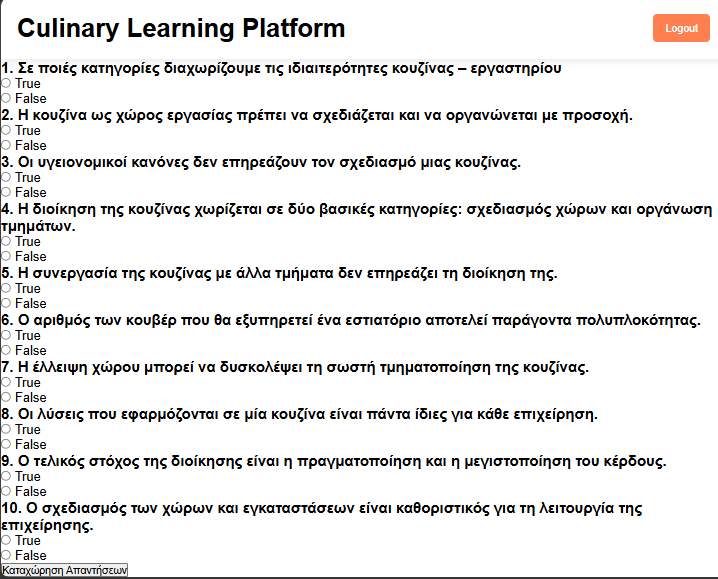 Culinary Learning Platform
Logout
1. Σε ποιές κατηγορίες διαχωρίζουμε τις ιδιαιτερότητες κουζίνας – εργαστηρίου
True
False
2. Η κουζίνα ως χώρος εργασίας πρέπει να σχεδιάζεται και να οργανώνεται με προσοχή.
True
False
3. Οι υγειονομικοί κανόνες δεν επηρεάζουν τον σχεδιασμό μιας κουζίνας.
True
False
4. Η διοίκηση της κουζίνας χωρίζεται σε δύο βασικές κατηγορίες: σχεδιασμός χώρων και οργάνωση
τμημάτων.
True
False
5. Η συνεργασία της κουζίνας με άλλα τμήματα δεν επηρεάζει τη διοίκηση της.
True
False
6. Ο αριθμός των κουβέρ που θα εξυπηρετεί ένα εστιατόριο αποτελεί παράγοντα πολυπλοκότητας.
True
False
7. Η έλλειψη χώρου μπορεί να δυσκολέψει τη σωστή τμηματοποίηση της κουζίνας.
True
False
8. Οι λύσεις που εφαρμόζονται σε μία κουζίνα είναι πάντα ίδιες για κάθε επιχείρηση.
True
False
9. Ο τελικός στόχος της διοίκησης είναι η πραγματοποίηση και η μεγιστοποίηση του κέρδους.
True
False
10. Ο σχεδιασμός των χώρων και εγκαταστάσεων είναι καθοριστικός για τη λειτουργία της
επιχείρησης.
True
False
Καταχώρηση Απαντήσεων